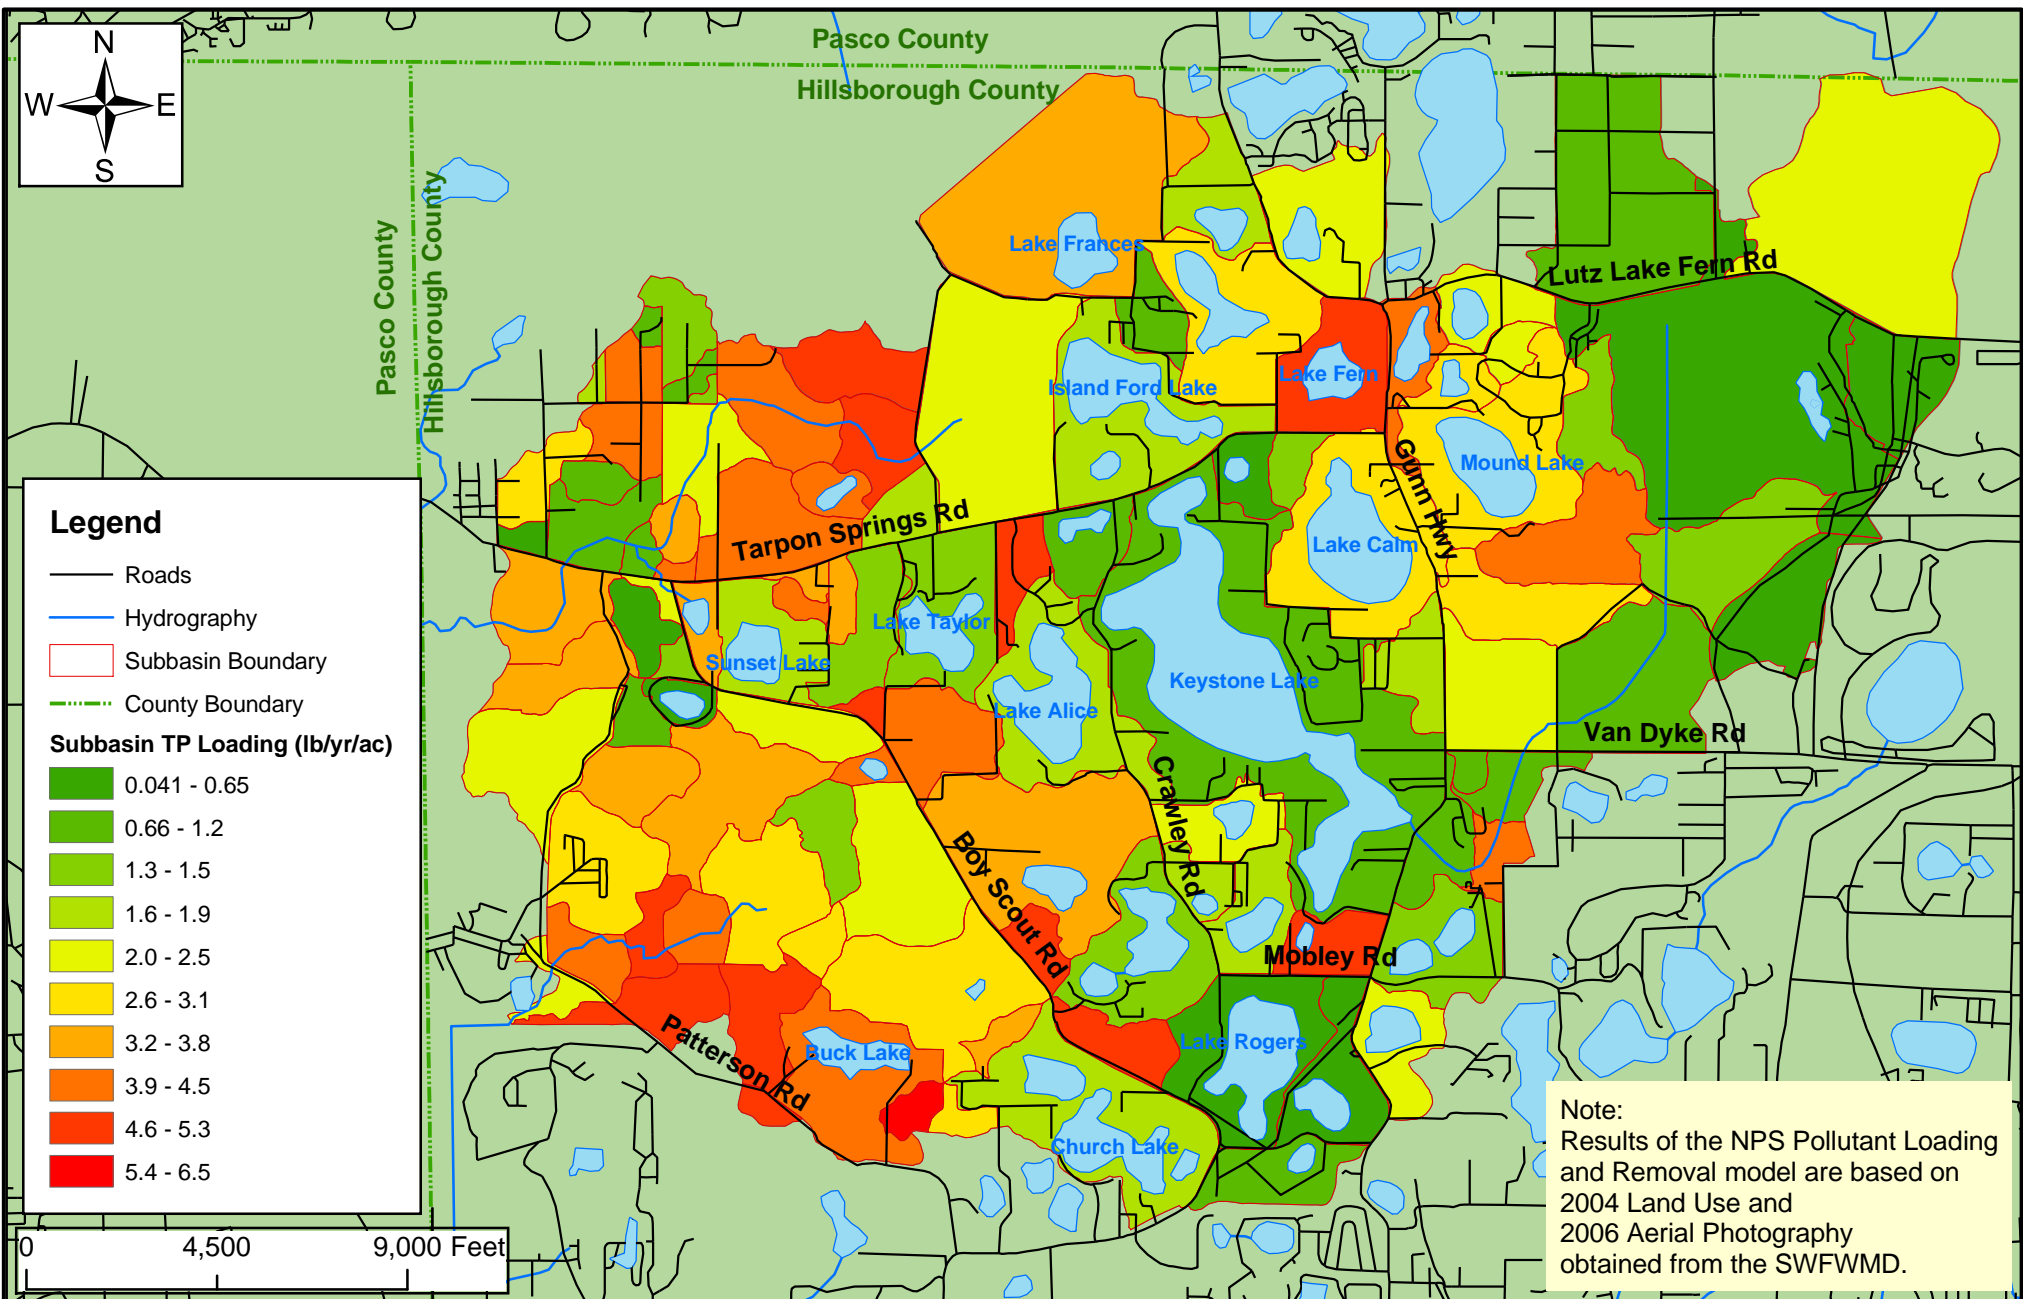 N
W
E
S
Pasco County
Hillsborough County
Pasco County
Hillsborough County
Lake Frances
Lutz Lake Fern Rd
Island Ford Lake
Lake Fern
Gunn Hwy
Mound Lake
Tarpon Springs Rd
Lake Calm
Lake Taylor
Sunset Lake
Keystone Lake
Lake Alice
Van Dyke Rd
Crawley Rd
Boy Scout Rd
Mobley Rd
Patterson Rd
Buck Lake
Lake Rogers
Church Lake
Legend
Roads
Hydrography
Subbasin Boundary
County Boundary
Subbasin TP Loading (lb/yr/ac)
0.041 - 0.65
0.66 - 1.2
1.3 - 1.5
1.6 - 1.9
2.0 - 2.5
2.6 - 3.1
3.2 - 3.8
3.9 - 4.5
4.6 - 5.3
5.4 - 6.5
0 4,500 9,000 Feet
Note:
Results of the NPS Pollutant Loading
and Removal model are based on
2004 Land Use and
2006 Aerial Photography
obtained from the SWFWMD.